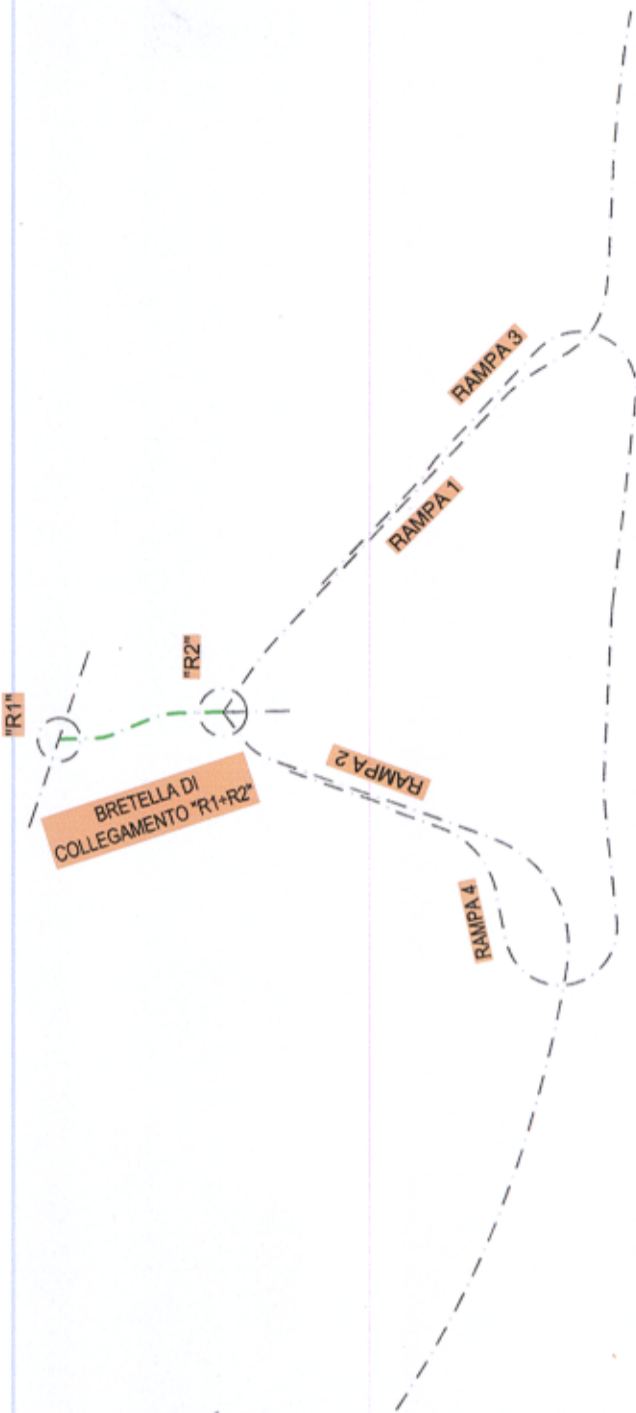 "R1"
"R2"
BRETELLA DI
COLLEGAMENTO "R1+R2"
RAMPA 3
RAMPA 1
RAMPA 2
RAMPA 4